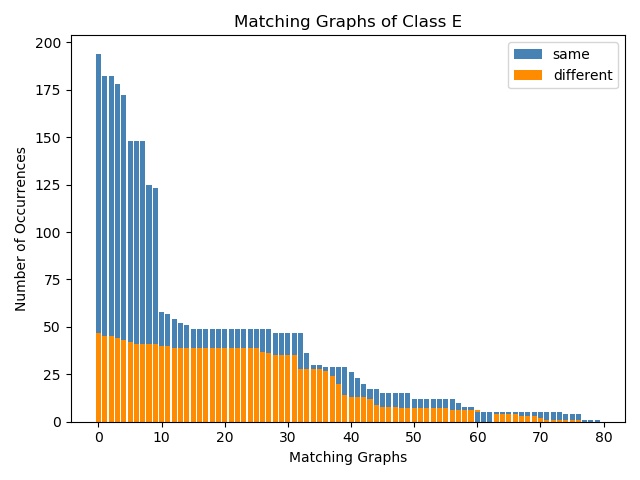 Matching Graphs of Class E
same
different
Number of Occurrences
200
175
150
125
100
75
50
25
0
0 10 20 30 40 50 60 70 80
Matching Graphs